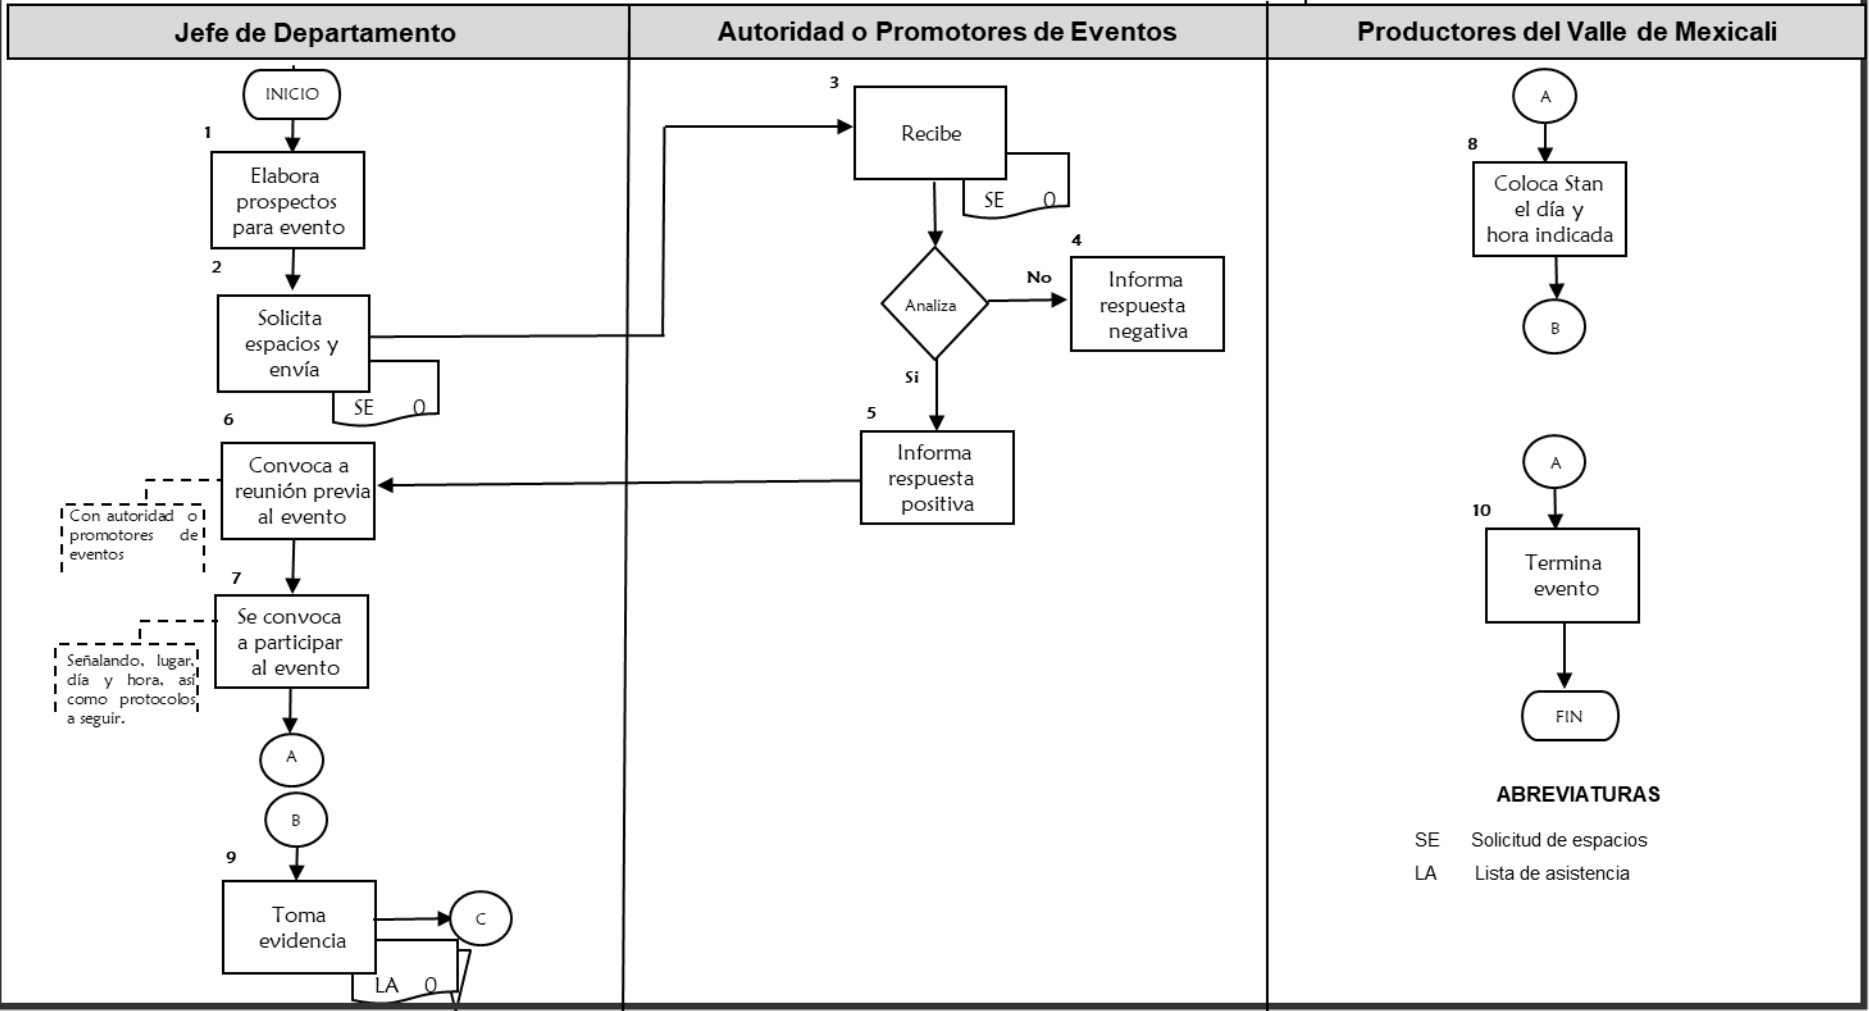 Jefe de Departamento
Autoridad o Promotores de Eventos
Productores del Valle de Mexicali
INICIO
1
Elabora
prospectos
para evento
2
Solicita
espacios y
envía
SE 0
6
Convoca a
reunión previa
al evento
Con autoridad o
promotores de
eventos
7
Se convoca
a participar
al evento
Señalando, lugar,
día y hora, así
como protocolos
a seguir.
A
B
9
Toma
evidencia
C
LA 0
3
Recibe
SE 0
Analiza
No
4
Informa
respuesta
negativa
Si
5
Informa
respuesta
positiva
A
8
Coloca Stan
el día y
hora indicada
B
A
10
Termina
evento
FIN
ABREVIATURAS
SE Solicitud de espacios
LA Lista de asistencia